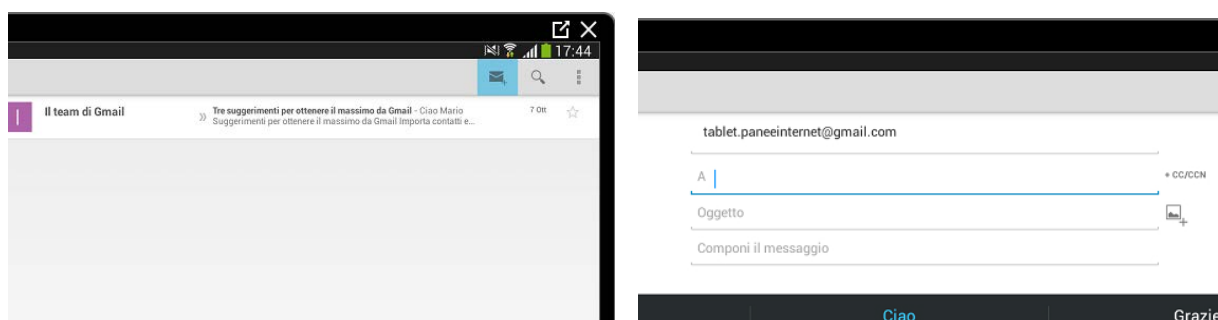 17:44
I
Il team di Gmail
» Tre suggerimenti per ottenere il massimo da Gmail - Ciao Mario
7 Ott
Suggerimenti per ottenere il massimo da Gmail Importa contatti e...
tablet.paneeinternet@gmail.com
A
+ CC/CCN
Oggetto
Componi il messaggio
Ciao
Grazie